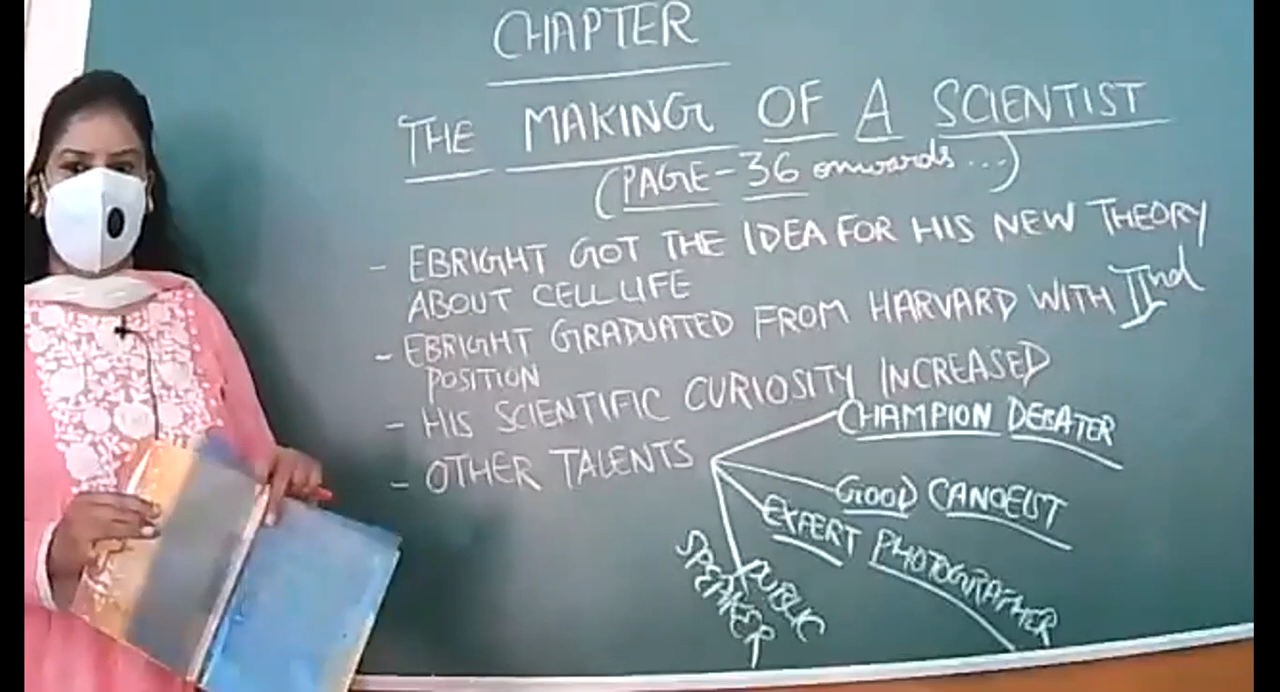 CHAPTER
THE MAKING OF A SCIENTIST
(PAGE-36 onwards...)
- EBRIGHT GOT THE IDEA FOR HIS NEW THEORY
ABOUT CELL LIFE
- EBRIGHT GRADUATED FROM HARVARD WITH IInd
POSITION
- HIS SCIENTIFIC CURIOSITY INCREASED
- OTHER TALENTS
CHAMPION DEBATER
GOOD CANOEIST
EXPERT PHOTOGRAPHER
PUBLIC
SPEAKER